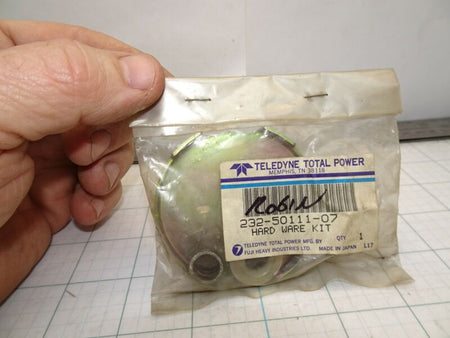 TELEDYNE TOTAL POWER
MEMPHIS, TN 38118
ROBIN
232-50111-07
HARD WARE KIT
QTY 1
TELEDYNE TOTAL POWER MFG. BY
FUJI HEAVY INDUSTRIES LTD. MADE IN JAPAN L17